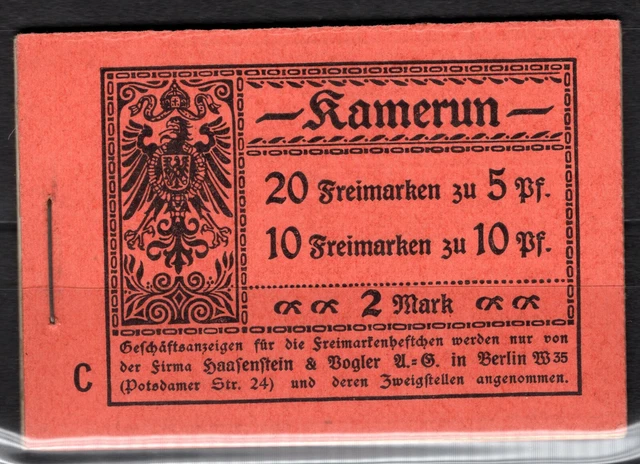 — Kamerun —
20 Freimarken zu 5 Pf.
10 Freimarken zu 10 Pf.
2 Mark
Geschäftsanzeigen für die Freimarkenheftchen werden nur von
der Firma Haasenstein & Vogler A.=G. in Berlin W 35
(Potsdamer Str. 24) und deren Zweigstellen angenommen.
C